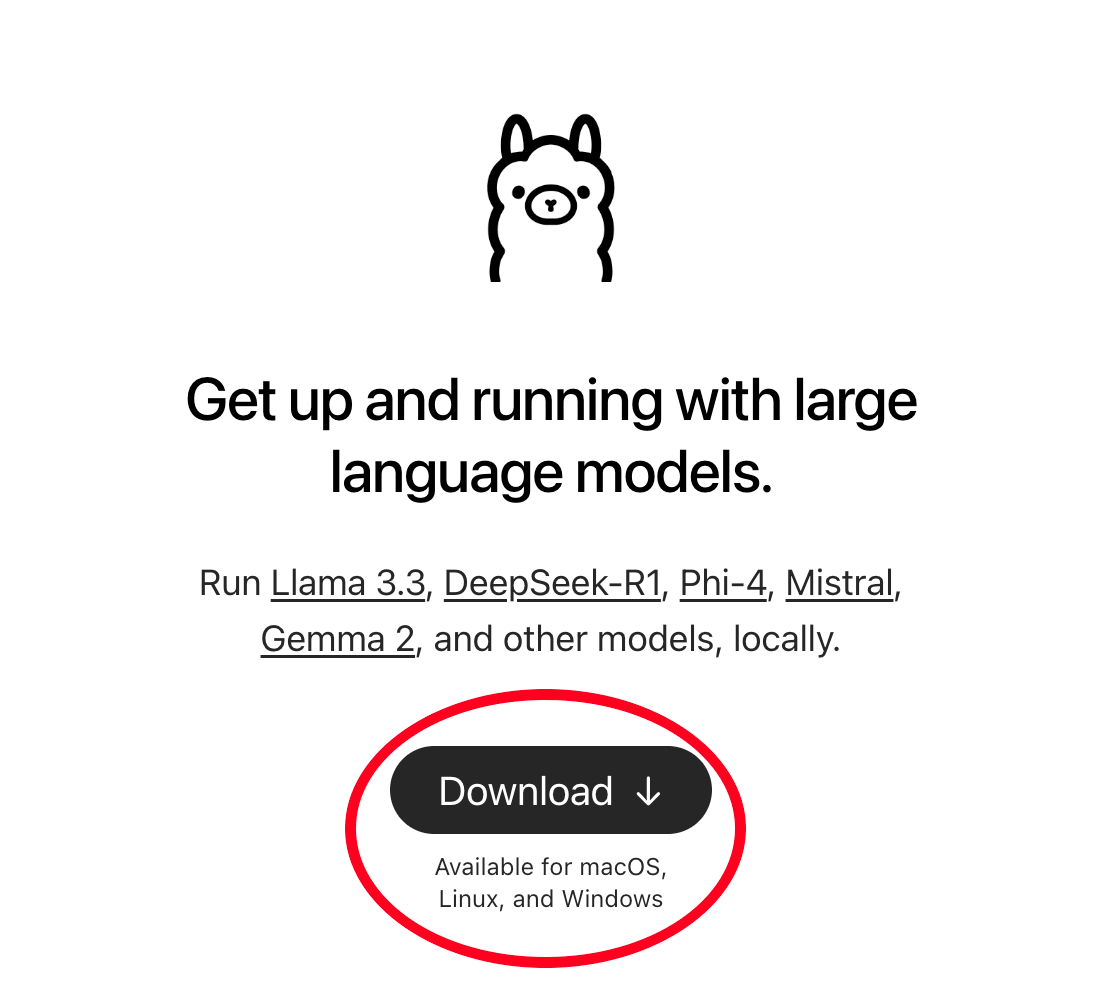 Get up and running with large
language models.
Run Llama 3.3, DeepSeek-R1, Phi-4, Mistral,
Gemma 2, and other models, locally.
Download ↓
Available for macOS,
Linux, and Windows